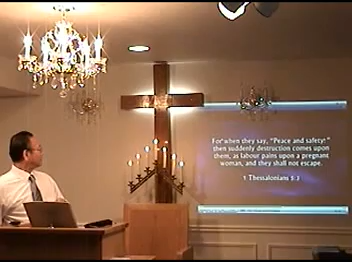 For when they say, "Peace and safety!"
then suddenly destruction comes upon
them, as labour pains upon a pregnant
woman, and they shall not escape.
1 Thessalonians 5:3